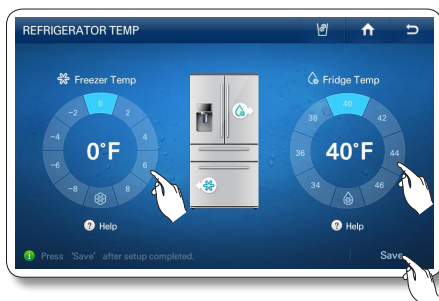 REFRIGERATOR TEMP
Freezer Temp
0
2
4
6
8
-8
-6
-4
-2
0°F
Help
Fridge Temp
40
42
44
46
34
36
38
40°F
Help
Press 'Save' after setup completed.
Save